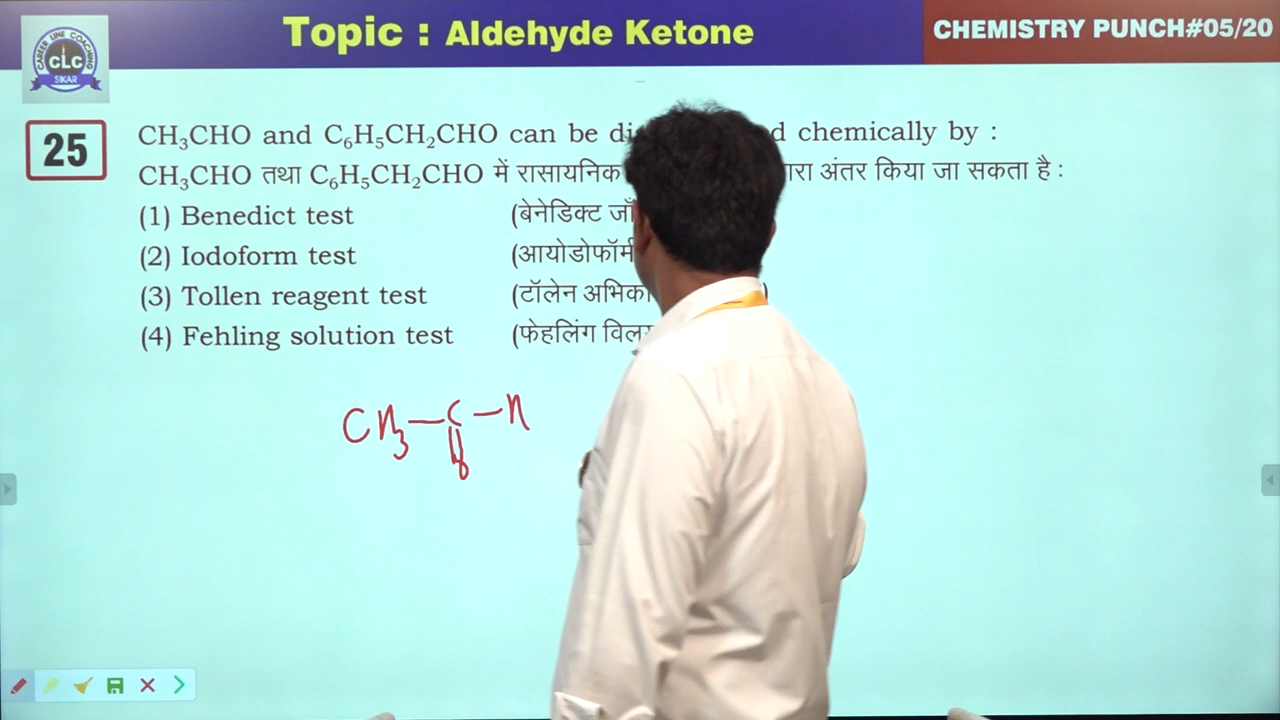 Topic : Aldehyde Ketone
CHEMISTRY PUNCH#05/20
CAREER LINE COACHING
CLC
SIKAR
25
CH₃CHO and C₆H₅CH₂CHO can be di d chemically by :
CH₃CHO तथा C₆H₅CH₂CHO में रासायनिक ारा अंतर किया जा सकता है :
(1) Benedict test (बेनेडिक्ट
(2) Iodoform test (आयोडोफॉर्म
(3) Tollen reagent test (टॉलेन )
(4) Fehling solution test (फेहलिंग
CH₃—C—H
O